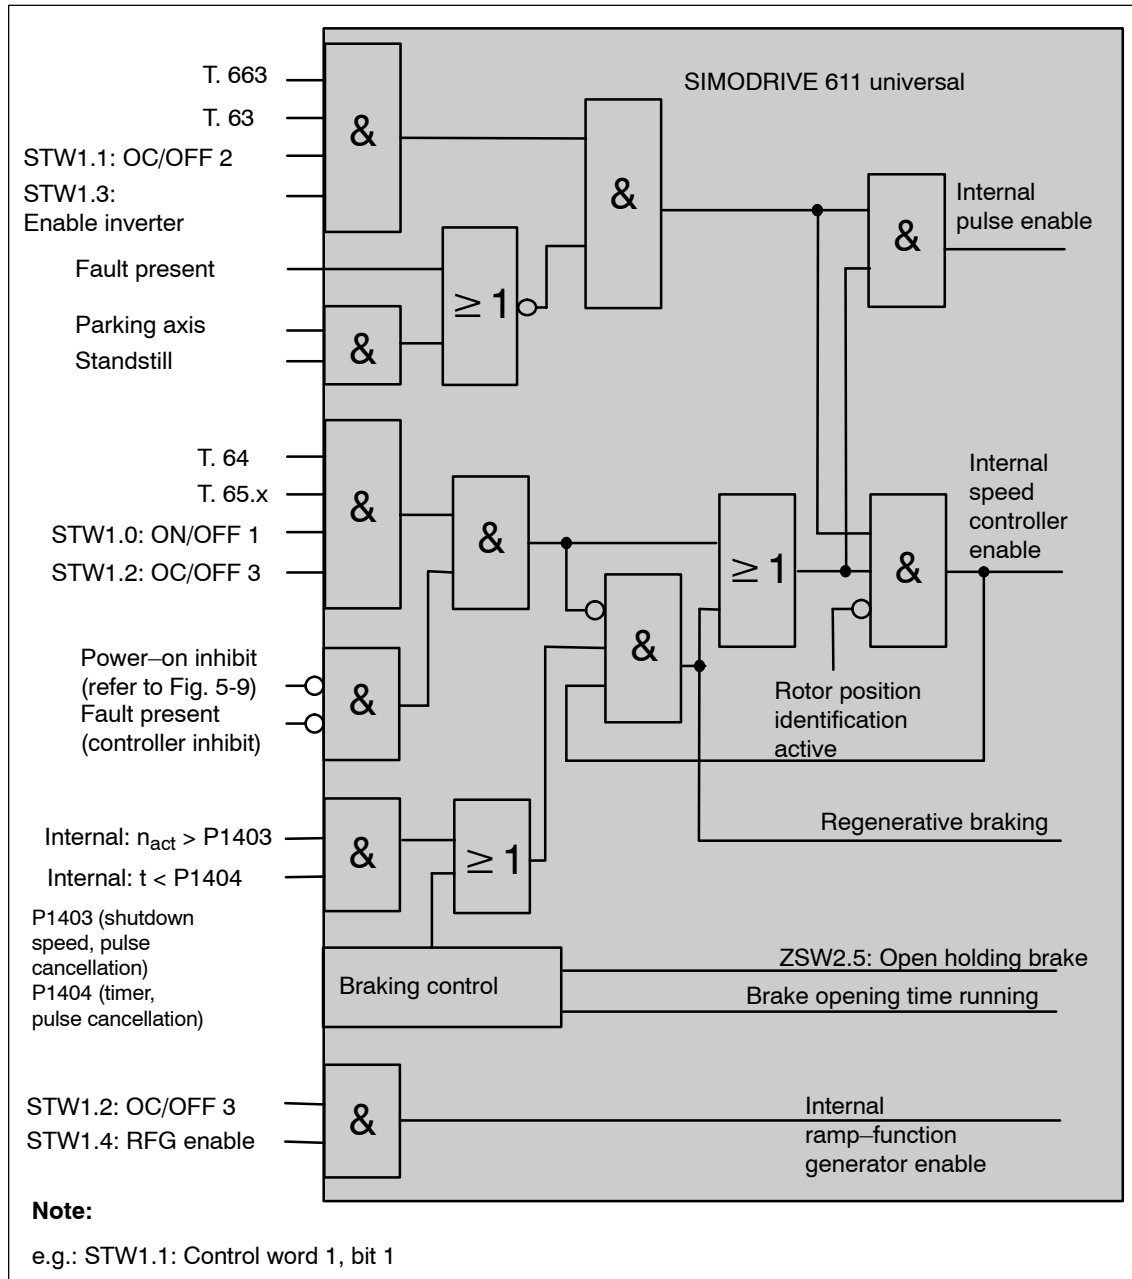 SIMODRIVE 611 universal
T. 663
T. 63
STW1.1: OC/OFF 2
STW1.3:
Enable inverter
&
&
&
Internal
pulse enable
Fault present
≥ 1
Parking axis
Standstill
&
T. 64
T. 65.x
STW1.0: ON/OFF 1
STW1.2: OC/OFF 3
&
&
≥ 1
&
Internal
speed
controller
enable
&
Power–on inhibit
(refer to Fig. 5-9)
Fault present
(controller inhibit)
&
Rotor position
identification
active
Internal: nact > P1403
Internal: t < P1404
&
≥ 1
Regenerative braking
P1403 (shutdown
speed, pulse
cancellation)
P1404 (timer,
pulse cancellation)
Braking control
ZSW2.5: Open holding brake
Brake opening time running
STW1.2: OC/OFF 3
STW1.4: RFG enable
&
Internal
ramp–function
generator enable
Note:
e.g.: STW1.1: Control word 1, bit 1